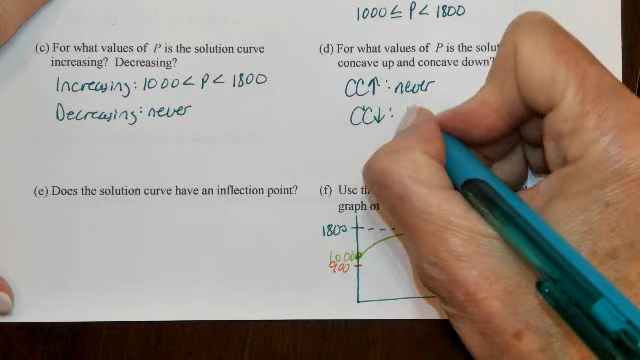 1000 ≤ P < 1800
(c) For what values of P is the solution curve
increasing? Decreasing?
Increasing: 1000 < P < 1800
Decreasing: never
(d) For what values of P is the
concave up and concave down?
CC↑: never
CC↓:
(e) Does the solution curve have an inflection point?
(f) Use
graph of
1800
1000
900